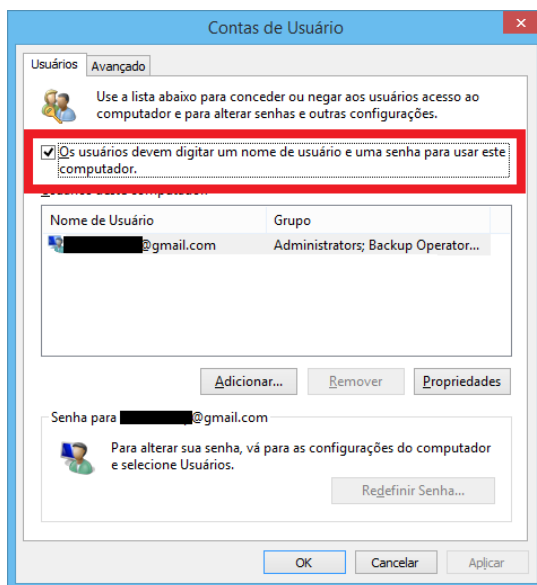 Contas de Usuário
Usuários
Avançado
Use a lista abaixo para conceder ou negar aos usuários acesso ao
computador e para alterar senhas e outras configurações.
Os usuários devem digitar um nome de usuário e uma senha para usar este
computador.
Nome de Usuário Grupo
@gmail.com Administrators; Backup Operator...
Adicionar... Remover Propriedades
Senha para @gmail.com
Para alterar sua senha, vá para as configurações do computador
e selecione Usuários.
Redefinir Senha...
OK Cancelar Aplicar